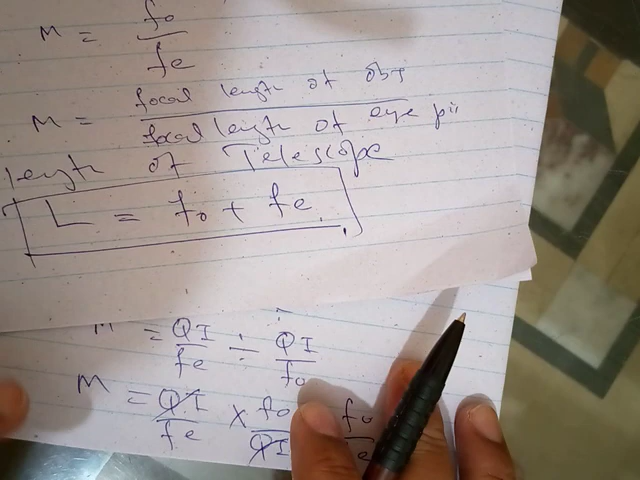 M = fo / fe
M = focal length of obj / focal length of eye pi
length of Telescope
L = fo + fe
M = QI / fe ÷ QI / fo
M = QI / fe × fo / QI fo / e